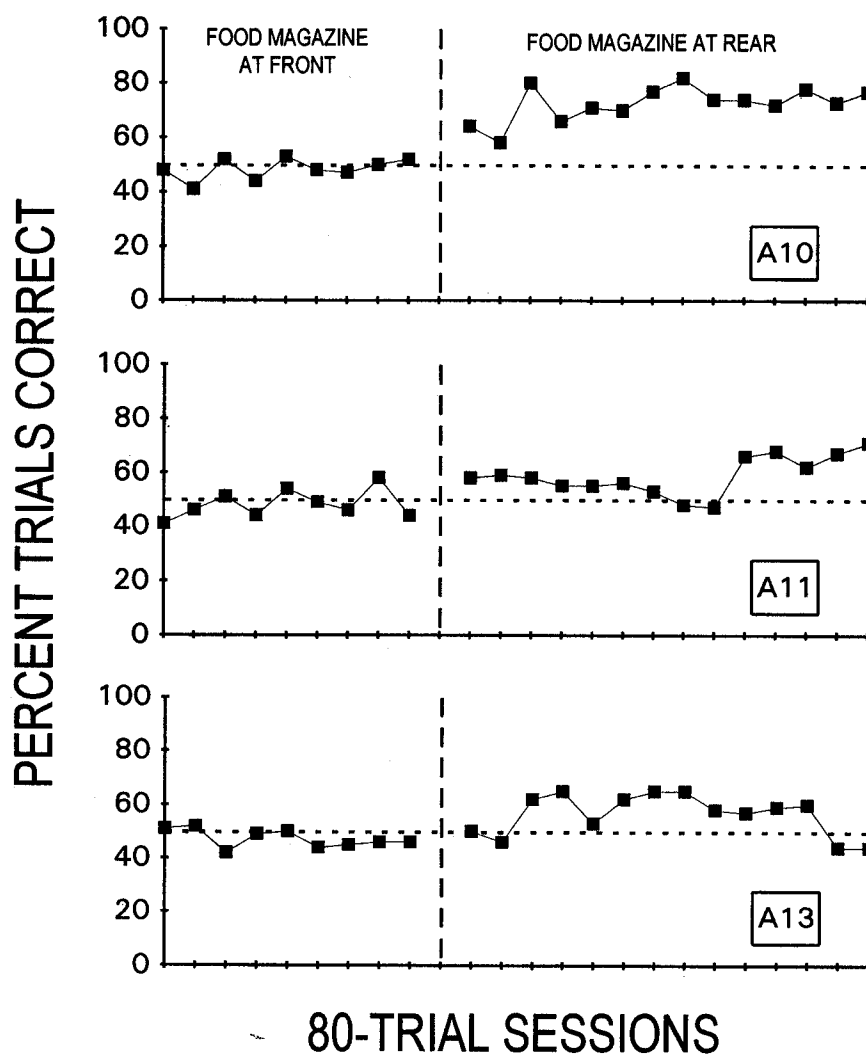 PERCENT TRIALS CORRECT
FOOD MAGAZINE
AT FRONT
FOOD MAGAZINE AT REAR
100
80
60
40
20
0
A10
100
80
60
40
20
0
A11
100
80
60
40
20
0
A13
80-TRIAL SESSIONS